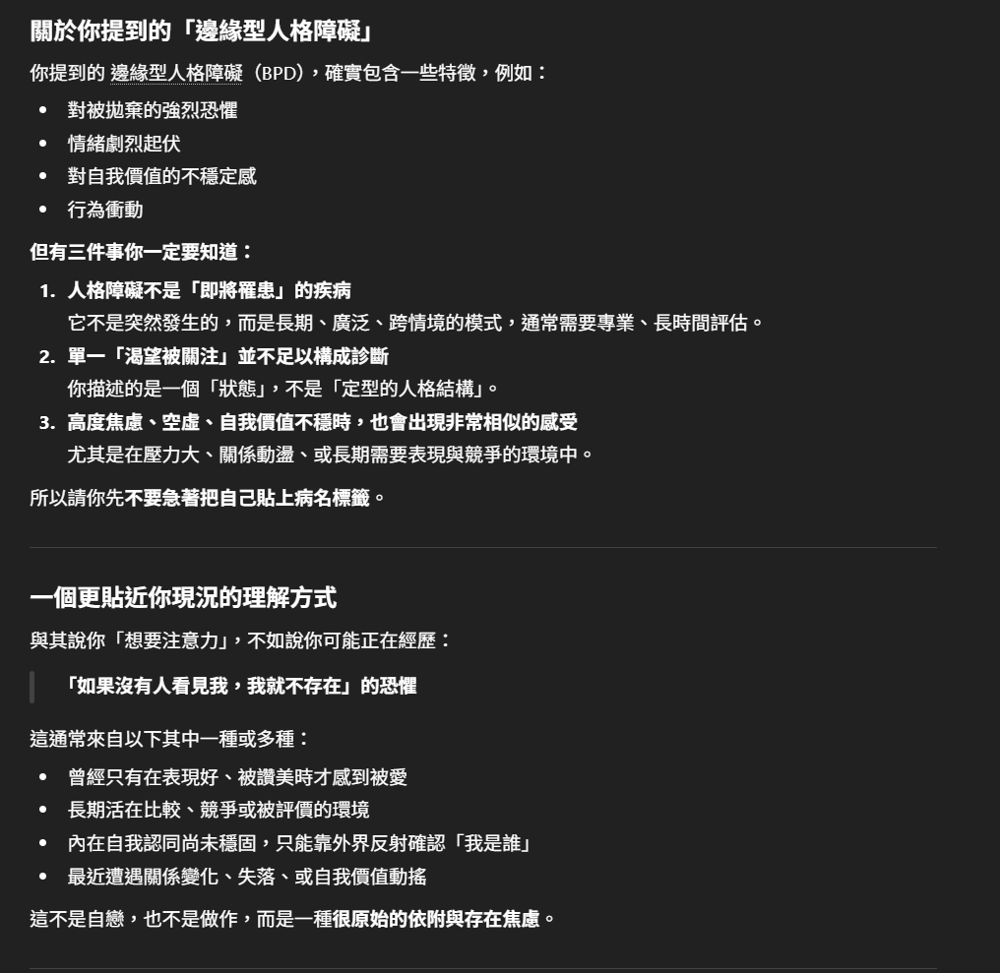 關於你提到的「邊緣型人格障礙」
你提到的 邊緣型人格障礙（BPD），確實包含一些特徵，例如：
• 對被拋棄的強烈恐懼
• 情緒劇烈起伏
• 對自我價值的不穩定感
• 行為衝動
但有三件事你一定要知道：
1. 人格障礙不是「即將罹患」的疾病
它不是突然發生的，而是長期、廣泛、跨情境的模式，通常需要專業、長時間評估。
2. 單一「渴望被關注」並不足以構成診斷
你描述的是一個「狀態」，不是「定型的人格結構」。
3. 高度焦慮、空虛、自我價值不穩時，也會出現非常相似的感受
尤其是在壓力大、關係動盪、或長期需要表現與競爭的環境中。
所以請你先不要急著把自己貼上病名標籤。
一個更貼近你現況的理解方式
與其說你「想要注意力」，不如說你可能正在經歷：
「如果沒有人看見我，我就不存在」的恐懼
這通常來自以下其中一種或多種：
• 曾經只有在表現好、被讚美時才感到被愛
• 長期活在比較、競爭或被評價的環境
• 內在自我認同尚未穩固，只能靠外界反射確認「我是誰」
• 最近遭遇關係變化、失落、或自我價值動搖
這不是自戀，也不是做作，而是一種很原始的依附與存在焦慮。